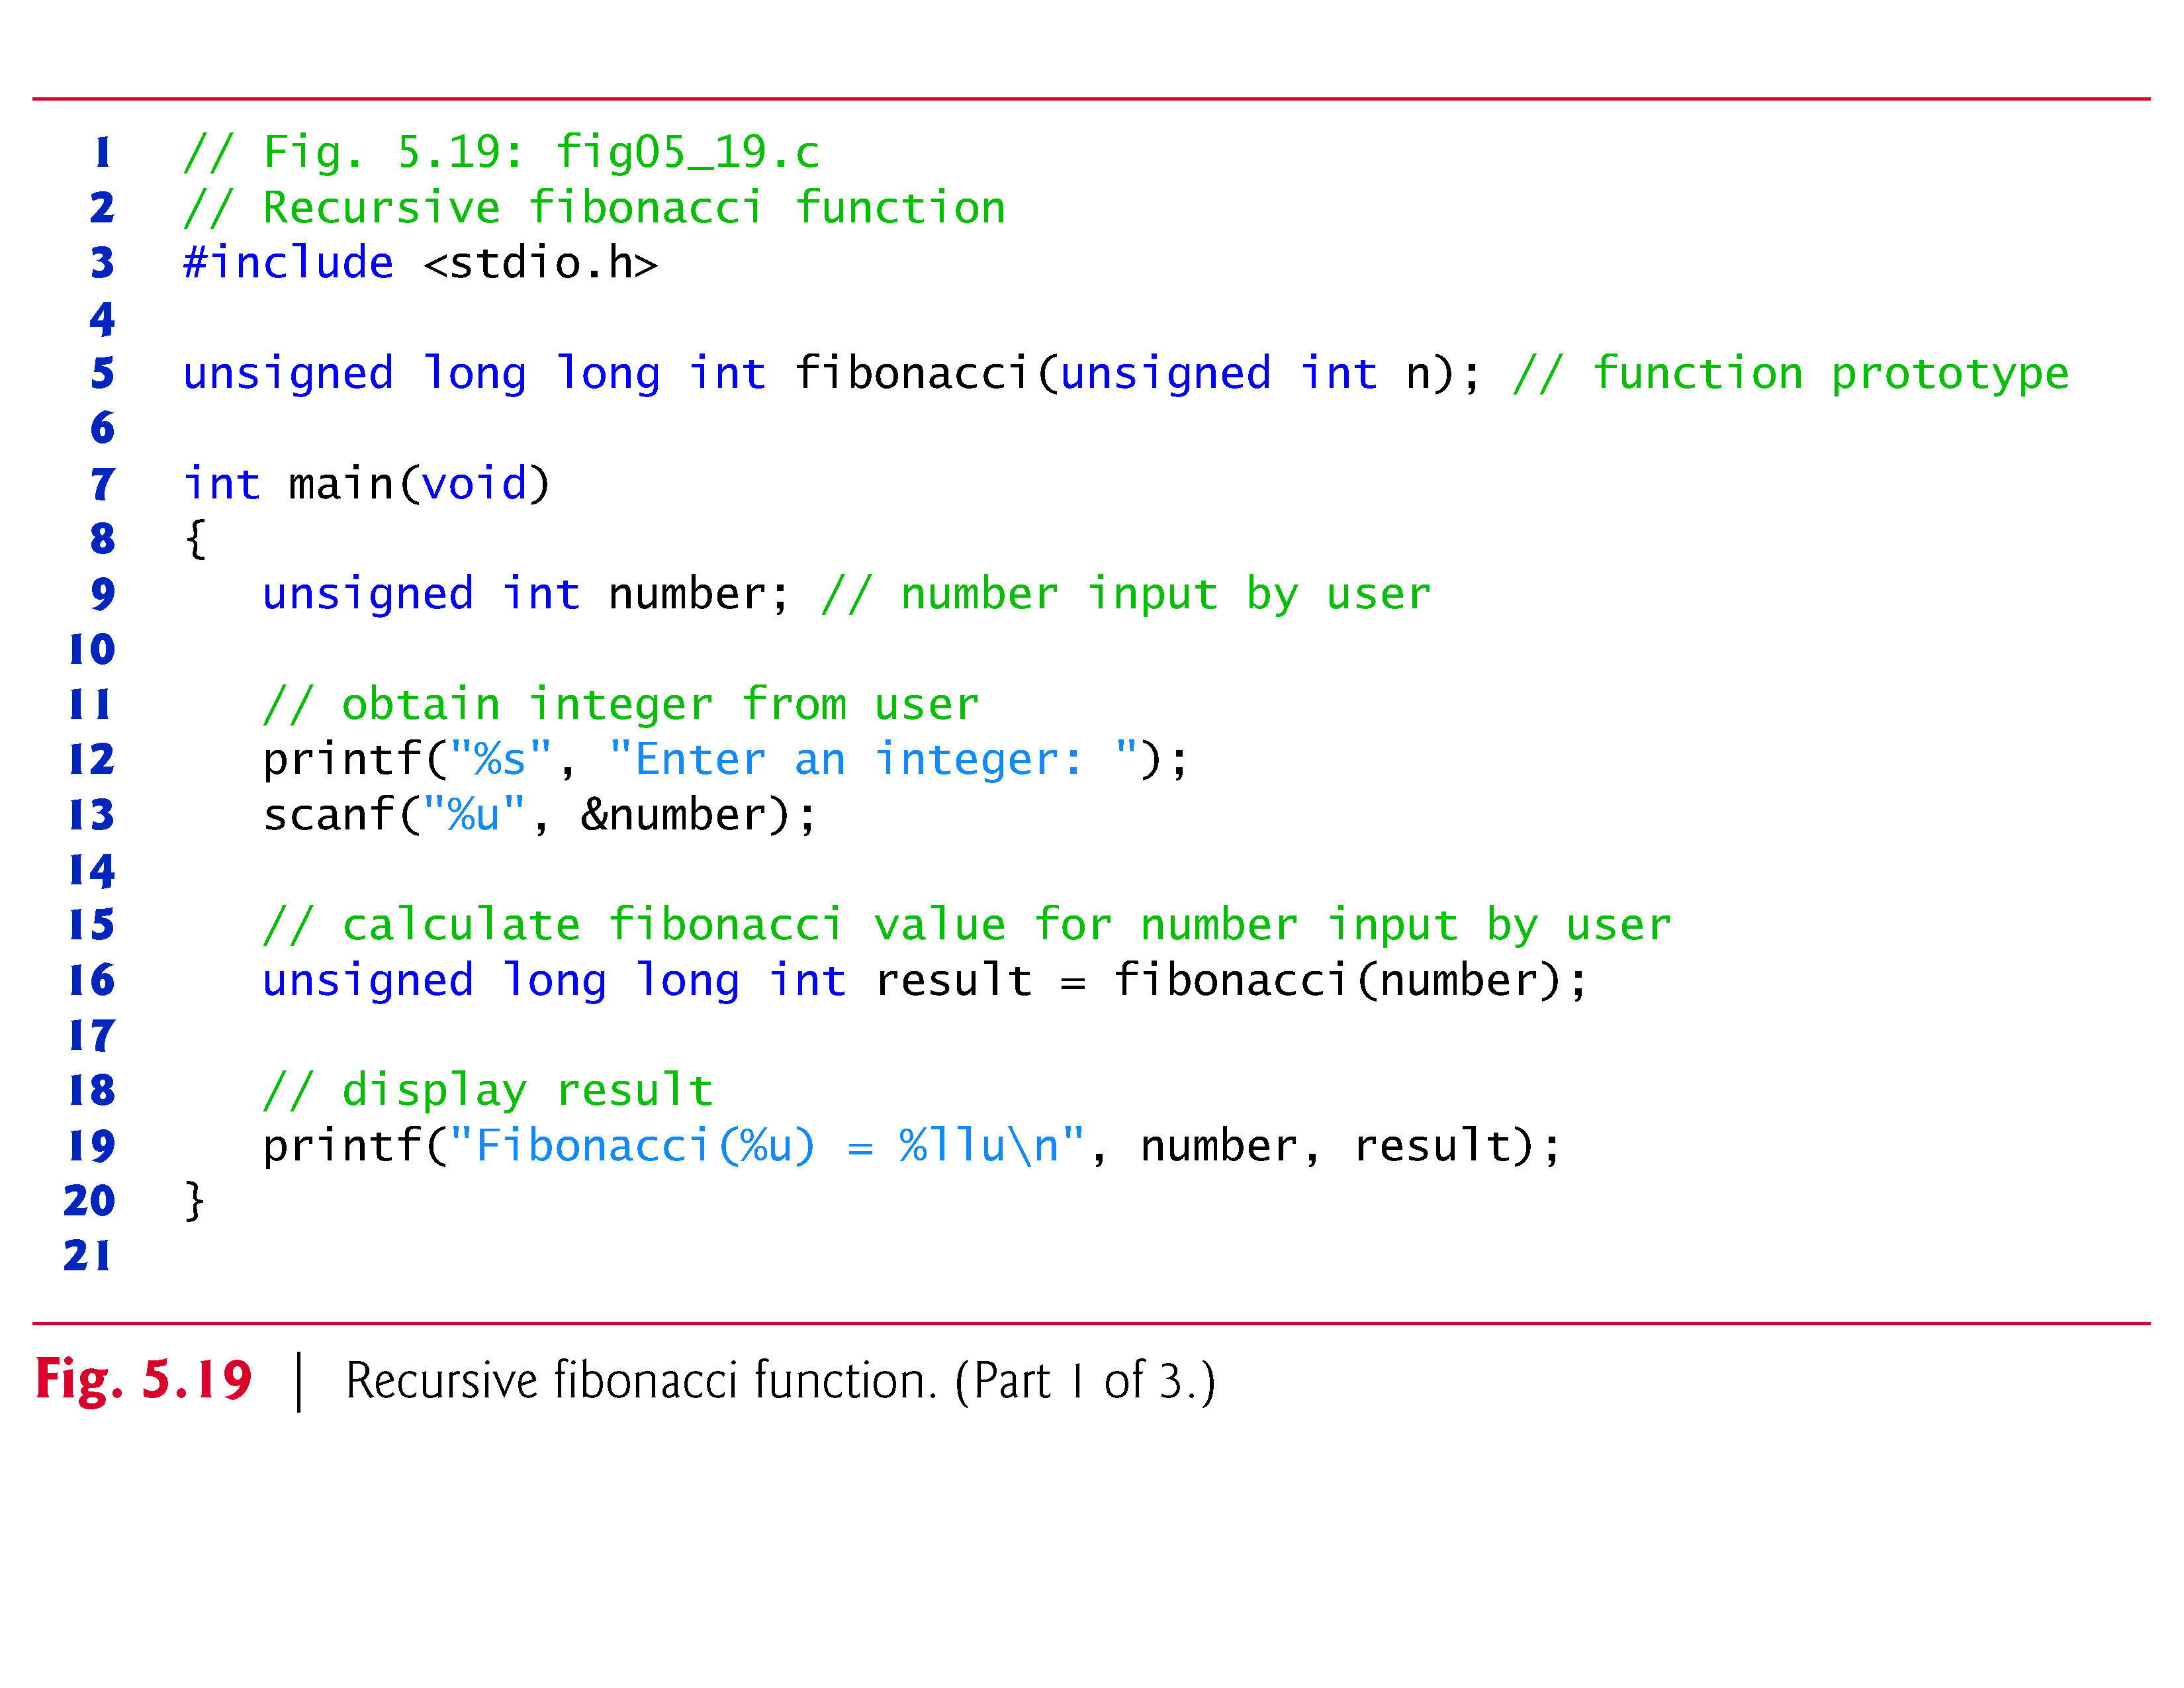 1 // Fig. 5.19: fig05_19.c
2 // Recursive fibonacci function
3 #include <stdio.h>
4
5 unsigned long long int fibonacci(unsigned int n); // function prototype
6
7 int main(void)
8 {
9    unsigned int number; // number input by user
10
11    // obtain integer from user
12    printf("%s", "Enter an integer: ");
13    scanf("%u", &number);
14
15    // calculate fibonacci value for number input by user
16    unsigned long long int result = fibonacci(number);
17
18    // display result
19    printf("Fibonacci(%u) = %llu\n", number, result);
20 }
21
Fig. 5.19 | Recursive fibonacci function. (Part 1 of 3.)